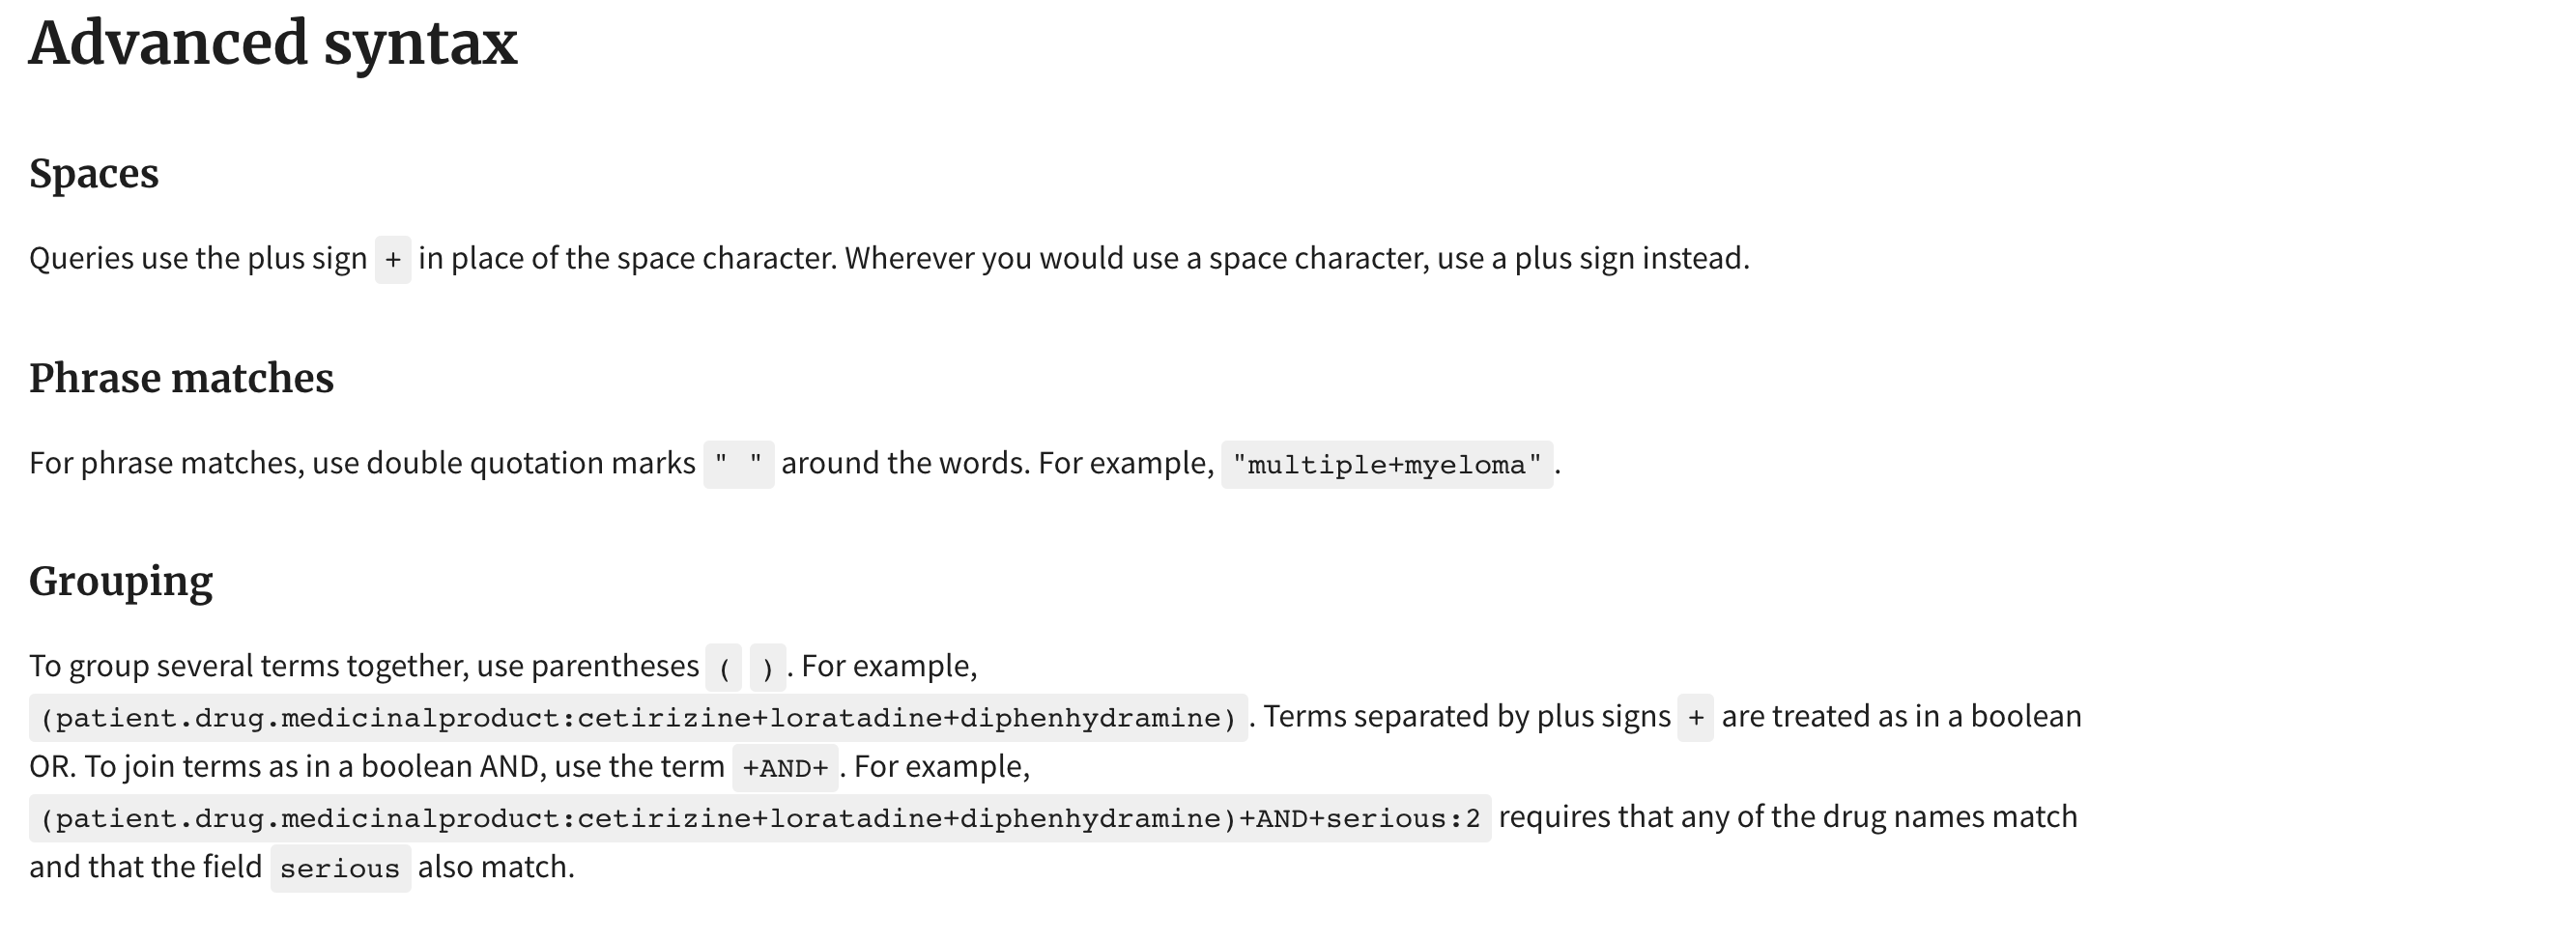 Advanced syntax
Spaces
Queries use the plus sign + in place of the space character. Wherever you would use a space character, use a plus sign instead.
Phrase matches
For phrase matches, use double quotation marks " " around the words. For example, "multiple+myeloma".
Grouping
To group several terms together, use parentheses ( ). For example,
(patient.drug.medicinalproduct:cetirizine+loratadine+diphenhydramine). Terms separated by plus signs + are treated as in a boolean
OR. To join terms as in a boolean AND, use the term +AND+. For example,
(patient.drug.medicinalproduct:cetirizine+loratadine+diphenhydramine)+AND+serious:2 requires that any of the drug names match
and that the field serious also match.